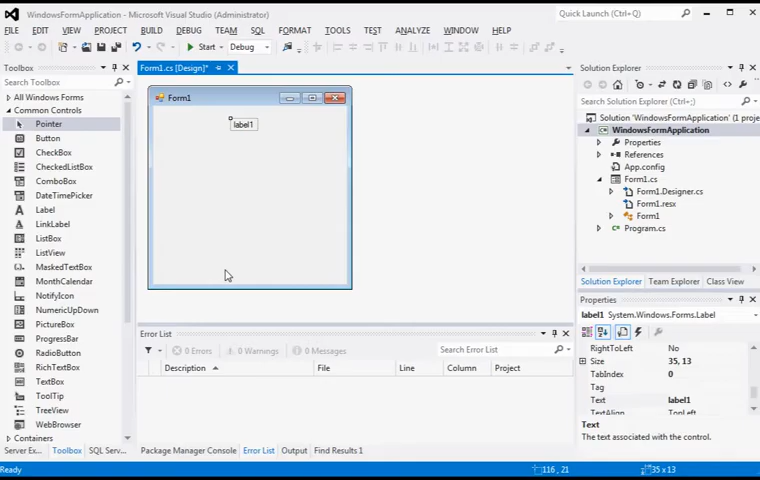 WindowsFormApplication - Microsoft Visual Studio (Administrator)
Quick Launch (Ctrl+Q)
FILE EDIT VIEW PROJECT BUILD DEBUG TEAM SQL FORMAT TOOLS TEST ANALYZE WINDOW HELP
Start Debug
Toolbox
Search Toolbox
All Windows Forms
Common Controls
Pointer
Button
CheckBox
CheckedListBox
ComboBox
DateTimePicker
Label
LinkLabel
ListBox
ListView
MaskedTextBox
MonthCalendar
NotifyIcon
NumericUpDown
PictureBox
ProgressBar
RadioButton
RichTextBox
TextBox
ToolTip
TreeView
WebBrowser
Containers
Server Ex... Toolbox SQL Serv...
Form1.cs [Design]*
Form1
label1
Error List
0 Errors 0 Warnings 0 Messages
Search Error List
Description File Line Column Project
Package Manager Console Error List Output Find Results 1
Solution Explorer
Search Solution Explorer (Ctrl+;)
Solution 'WindowsFormApplication' (1 proje
WindowsFormApplication
Properties
References
App.config
Form1.cs
Form1.Designer.cs
Form1.resx
Form1
Program.cs
Solution Explorer Team Explorer Class View
Properties
label1 System.Windows.Forms.Label
RightToLeft No
Size 35, 13
TabIndex 0
Tag
Text label1
TextAlign TopLeft
Text
The text associated with the control.
Ready
116 , 21
35 x 13